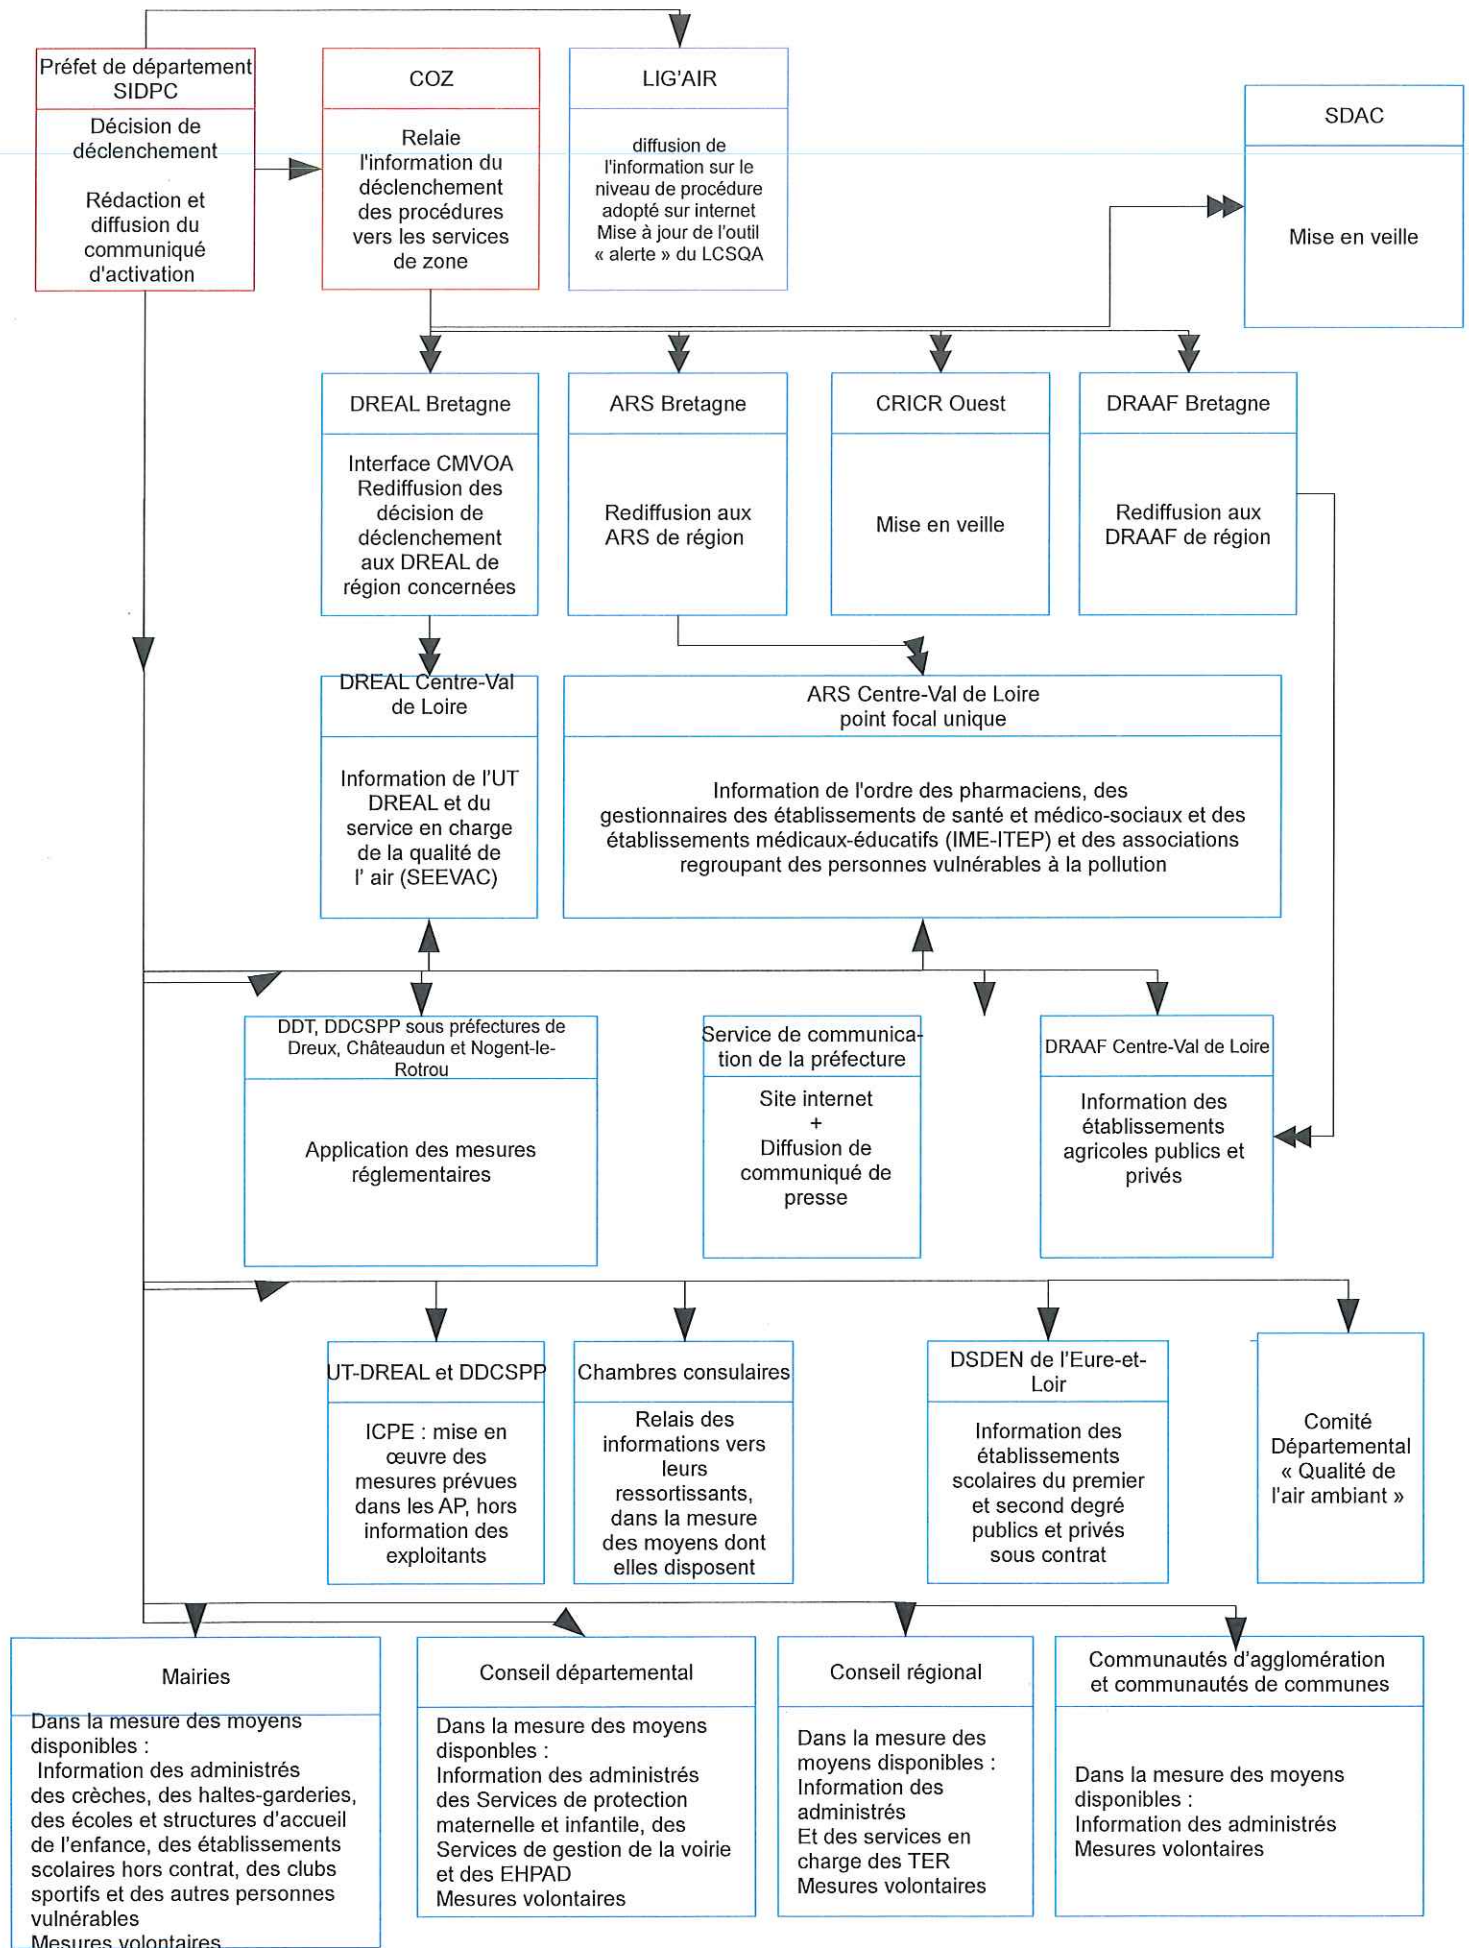 Préfet de département
SIDPC
Décision de
déclenchement
Rédaction et
diffusion du
communiqué
d'activation
COZ
Relaie
l'information du
déclenchement
des procédures
vers les services
de zone
LIG'AIR
diffusion de
l'information sur le
niveau de procédure
adopté sur internet
Mise à jour de l'outil
« alerte » du LCSQA
SDAC
Mise en veille
DREAL Bretagne
Interface CMVOA
Rediffusion des
décision de
déclenchement
aux DREAL de
région concernées
ARS Bretagne
Rediffusion aux
ARS de région
CRICR Ouest
Mise en veille
DRAAF Bretagne
Rediffusion aux
DRAAF de région
DREAL Centre-Val
de Loire
Information de l'UT
DREAL et du
service en charge
de la qualité de
l' air (SEEVAC)
ARS Centre-Val de Loire
point focal unique
Information de l'ordre des pharmaciens, des
gestionnaires des établissements de santé et médico-sociaux et des
établissements médicaux-éducatifs (IME-ITEP) et des associations
regroupant des personnes vulnérables à la pollution
DDT, DDCSPP sous préfectures de
Dreux, Châteaudun et Nogent-le-
Rotrou
Application des mesures
réglementaires
Service de communica-
tion de la préfecture
Site internet
+
Diffusion de
communiqué de
presse
DRAAF Centre-Val de Loire
Information des
établissements
agricoles publics et
privés
UT-DREAL et DDCSPP
ICPE : mise en
œuvre des
mesures prévues
dans les AP, hors
information des
exploitants
Chambres consulaires
Relais des
informations vers
leurs
ressortissants,
dans la mesure
des moyens dont
elles disposent
DSDEN de l'Eure-et-
Loir
Information des
établissements
scolaires du premier
et second degré
publics et privés
sous contrat
Comité
Départemental
« Qualité de
l'air ambiant »
Mairies
Dans la mesure des moyens
disponibles :
Information des administrés
des crèches, des haltes-garderies,
des écoles et structures d'accueil
de l'enfance, des établissements
scolaires hors contrat, des clubs
sportifs et des autres personnes
vulnérables
Mesures volontaires
Conseil départemental
Dans la mesure des moyens
disponbles :
Information des administrés
des Services de protection
maternelle et infantile, des
Services de gestion de la voirie
et des EHPAD
Mesures volontaires
Conseil régional
Dans la mesure des
moyens disponibles :
Information des
administrés
Et des services en
charge des TER
Mesures volontaires
Communautés d'agglomération
et communautés de communes
Dans la mesure des moyens
disponibles :
Information des administrés
Mesures volontaires